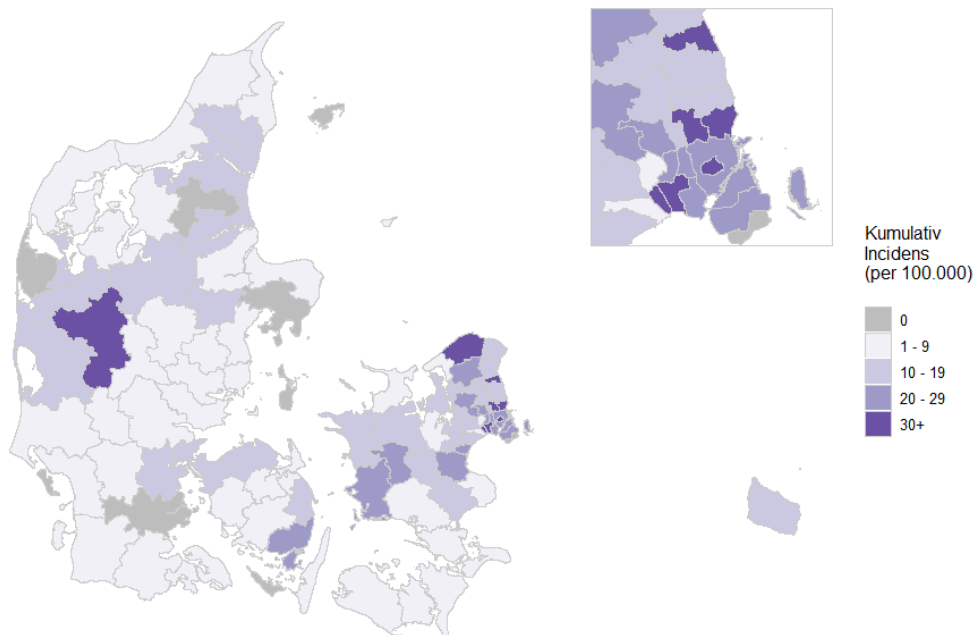 Kumulativ
Incidens
(per 100.000)
0
1 - 9
10 - 19
20 - 29
30+